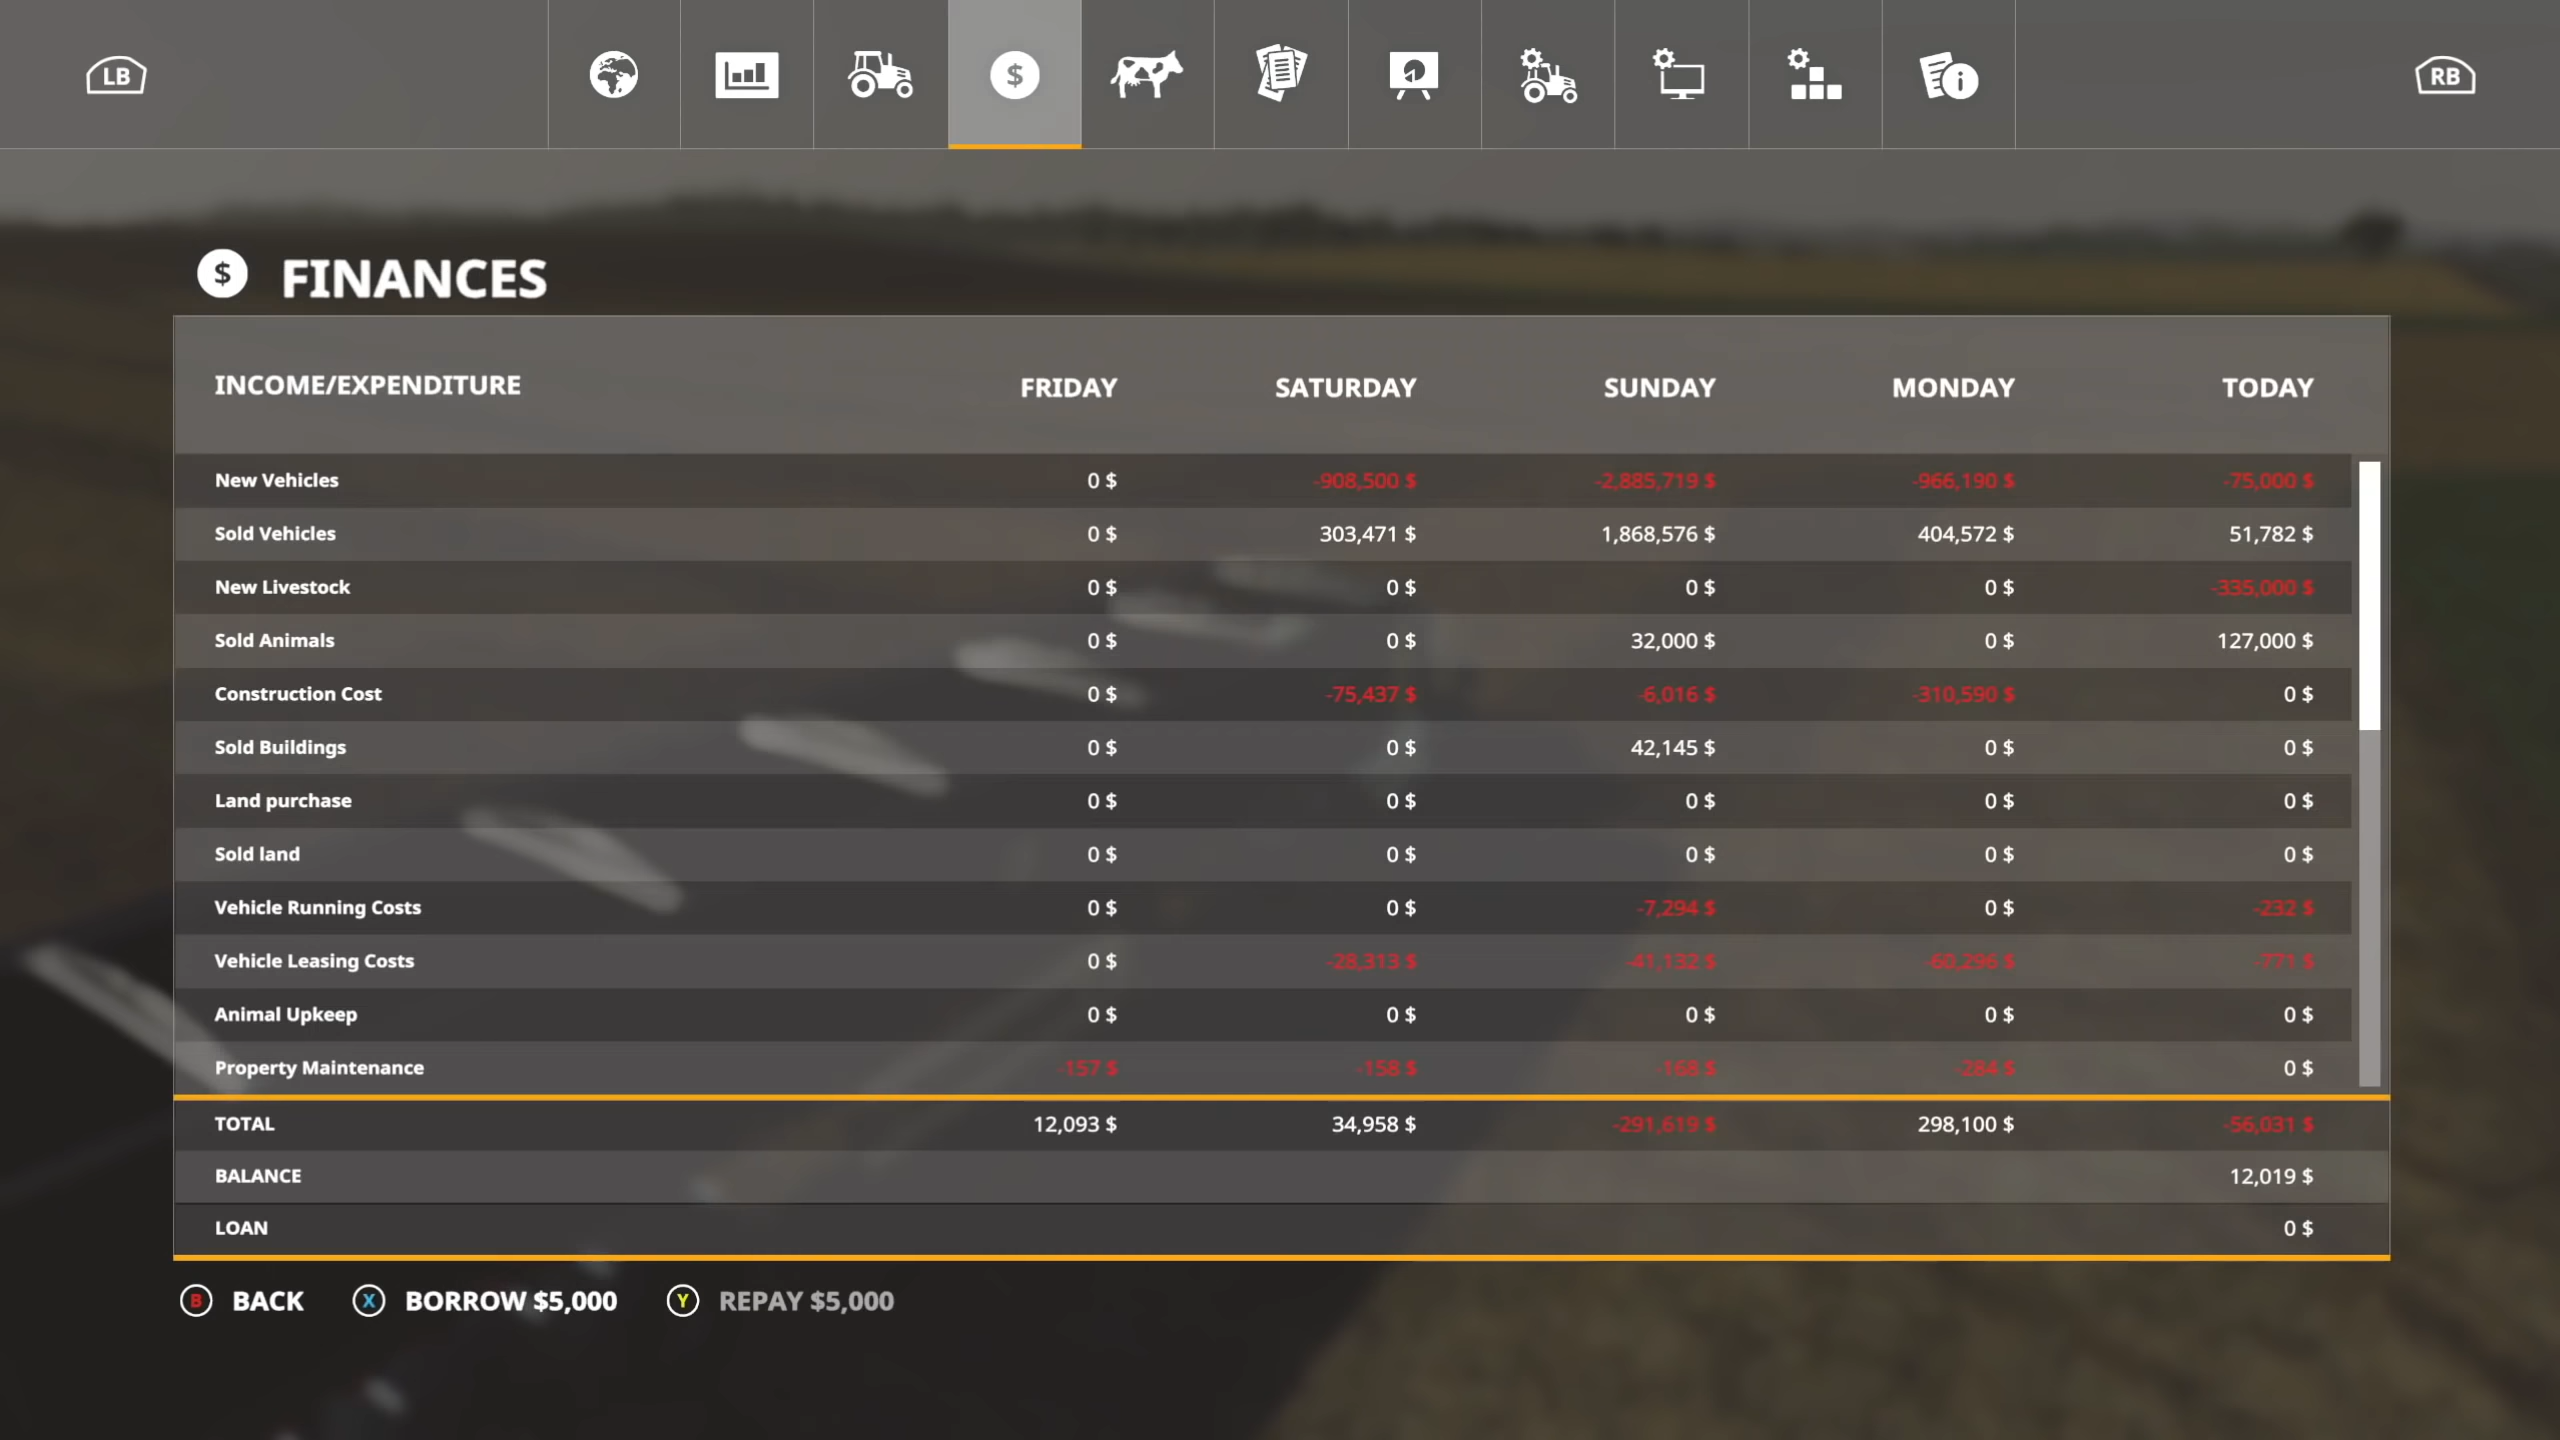 LB
$
i
RB
$ FINANCES
INCOME/EXPENDITURE FRIDAY SATURDAY SUNDAY MONDAY TODAY
New Vehicles 0 $ -908,500 $ -2,885,719 $ -966,190 $ -75,000 $
Sold Vehicles 0 $ 303,471 $ 1,868,576 $ 404,572 $ 51,782 $
New Livestock 0 $ 0 $ 0 $ 0 $ -335,000 $
Sold Animals 0 $ 0 $ 32,000 $ 0 $ 127,000 $
Construction Cost 0 $ -75,437 $ -6,016 $ -310,590 $ 0 $
Sold Buildings 0 $ 0 $ 42,145 $ 0 $ 0 $
Land purchase 0 $ 0 $ 0 $ 0 $ 0 $
Sold land 0 $ 0 $ 0 $ 0 $ 0 $
Vehicle Running Costs 0 $ 0 $ -7,294 $ 0 $ -232 $
Vehicle Leasing Costs 0 $ -28,313 $ -41,132 $ -60,296 $ -771 $
Animal Upkeep 0 $ 0 $ 0 $ 0 $ 0 $
Property Maintenance -157 $ -158 $ -168 $ -284 $ 0 $
TOTAL 12,093 $ 34,958 $ -291,619 $ 298,100 $ -56,031 $
BALANCE 12,019 $
LOAN 0 $
B BACK X BORROW $5,000 Y REPAY $5,000